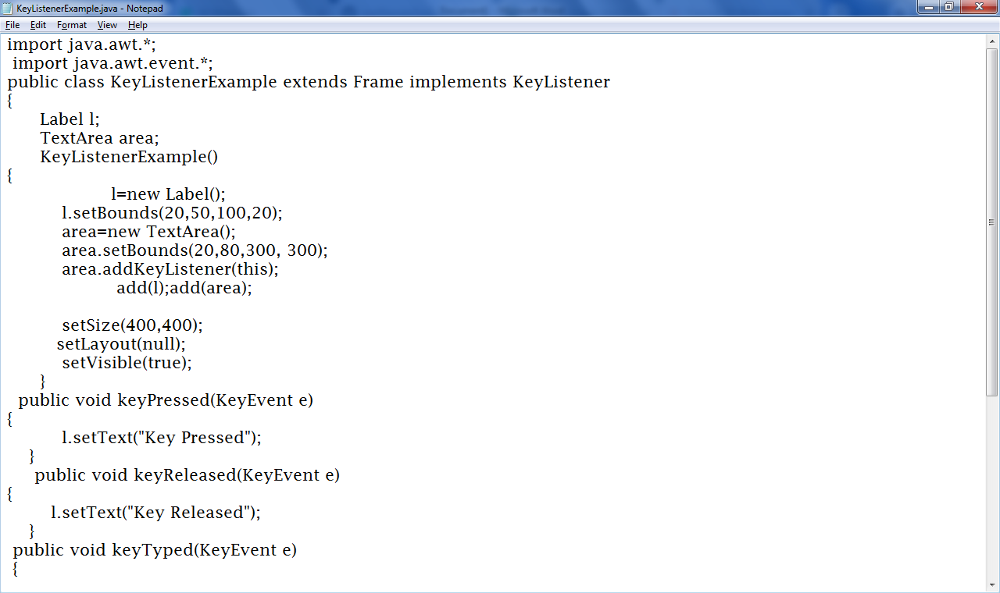 KeyListenerExample.java - Notepad
File Edit Format View Help
import java.awt.*;
import java.awt.event.*;
public class KeyListenerExample extends Frame implements KeyListener
{
Label l;
TextArea area;
KeyListenerExample()
{
l=new Label();
l.setBounds(20,50,100,20);
area=new TextArea();
area.setBounds(20,80,300, 300);
area.addKeyListener(this);
add(l);add(area);
setSize(400,400);
setLayout(null);
setVisible(true);
}
public void keyPressed(KeyEvent e)
{
l.setText("Key Pressed");
}
public void keyReleased(KeyEvent e)
{
l.setText("Key Released");
}
public void keyTyped(KeyEvent e)
{